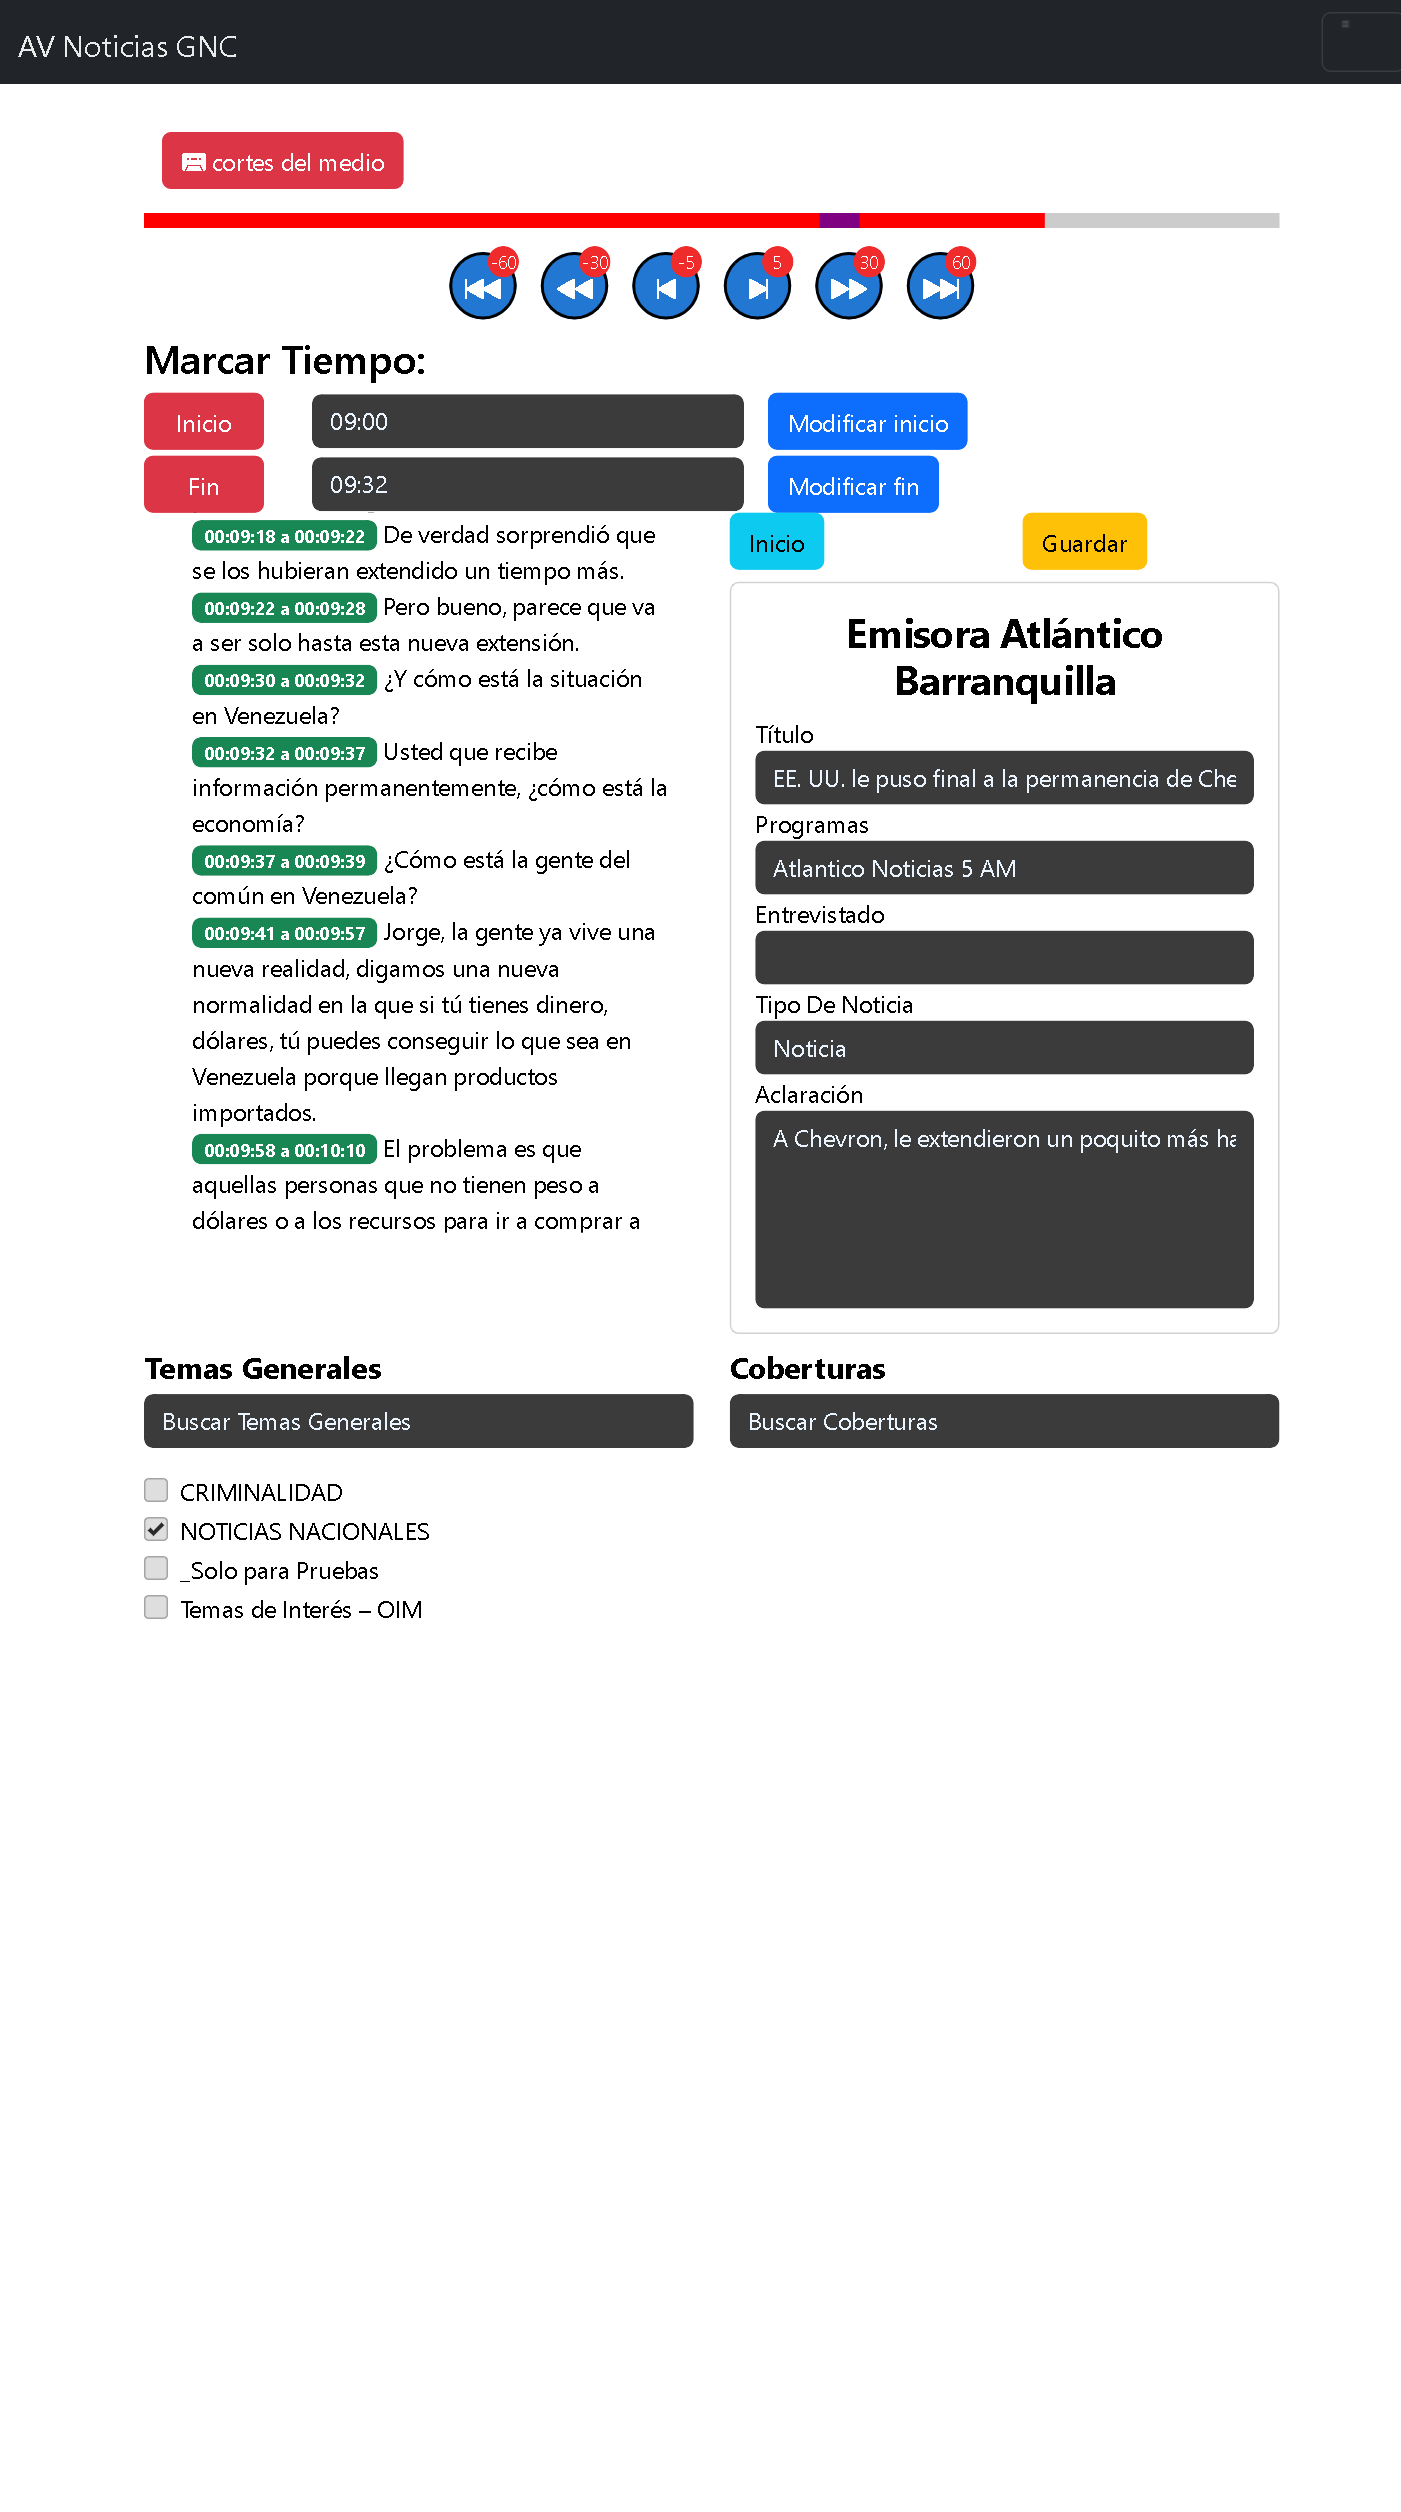 AV Noticias GNC
cortes del medio
-60 -30 -5 5 30 60
Marcar Tiempo:
Inicio 09:00 Modificar inicio
Fin 09:32 Modificar fin
00:09:18 a 00:09:22 De verdad sorprendió que
se los hubieran extendido un tiempo más.
00:09:22 a 00:09:28 Pero bueno, parece que va
a ser solo hasta esta nueva extensión.
00:09:30 a 00:09:32 ¿Y cómo está la situación
en Venezuela?
00:09:32 a 00:09:37 Usted que recibe
información permanentemente, ¿cómo está la
economía?
00:09:37 a 00:09:39 ¿Cómo está la gente del
común en Venezuela?
00:09:41 a 00:09:57 Jorge, la gente ya vive una
nueva realidad, digamos una nueva
normalidad en la que si tú tienes dinero,
dólares, tú puedes conseguir lo que sea en
Venezuela porque llegan productos
importados.
00:09:58 a 00:10:10 El problema es que
aquellas personas que no tienen peso a
dólares o a los recursos para ir a comprar a
Inicio Guardar
Emisora Atlántico
Barranquilla
Título
EE. UU. le puso final a la permanencia de Che
Programas
Atlantico Noticias 5 AM
Entrevistado
Tipo De Noticia
Noticia
Aclaración
A Chevron, le extendieron un poquito más ha
Temas Generales
Buscar Temas Generales
CRIMINALIDAD
NOTICIAS NACIONALES
_Solo para Pruebas
Temas de Interés – OIM
Coberturas
Buscar Coberturas